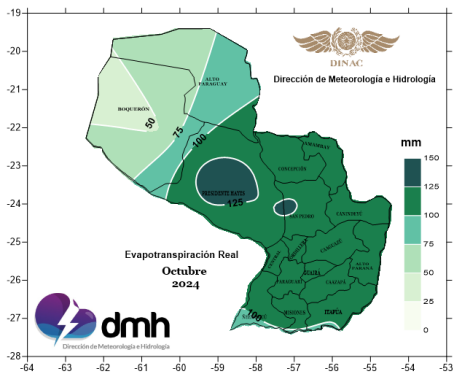 DINAC
Dirección de Meteorología e Hidrología
-19
-20
-21
-22
-23
-24
-25
-26
-27
-28
-64
-63
-62
-61
-60
-59
-58
-57
-56
-55
-54
-53
ALTO
PARAGUAY
BOQUERÓN
50
75
100
AMAMBAY
CONCEPCIÓN
PRESIDENTE HAYES
125
SAN PEDRO
CANINDEYÚ
CAAGUAZÚ
ALTO
PARANÁ
GUAIRÁ
CAAZAPÁ
PARAGUARÍ
MISIONES
ITAPÚA
100
mm
150
125
100
75
50
25
0
Evapotranspiración Real
Octubre
2024
dmh
Dirección de Meteorología e Hidrología